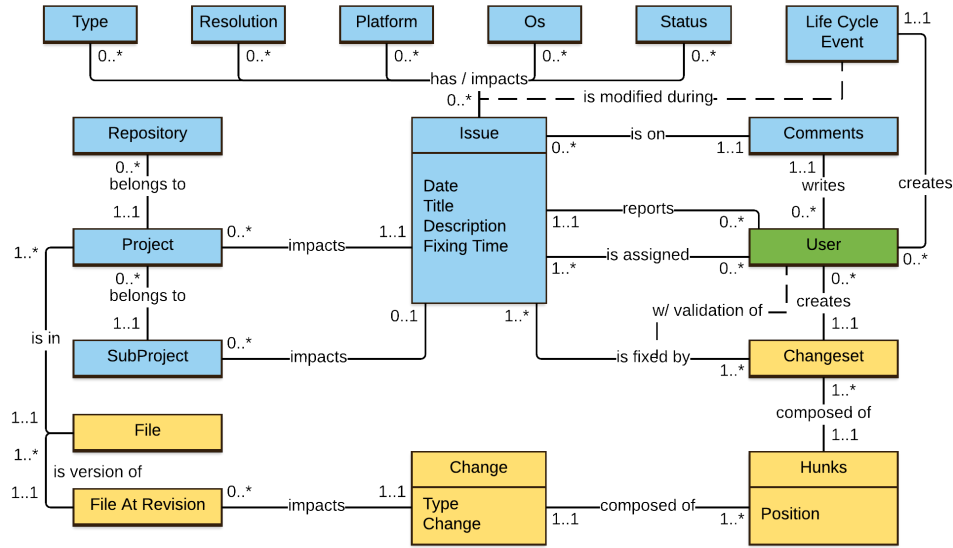 Type
Resolution
Platform
Os
Status
Life Cycle
Event
1..1
0..*
0..*
0..*
0..*
0..*
has / impacts
0..*
is modified during
Repository
Issue
Comments
is on
0..*
1..1
0..*
belongs to
1..1
Date
Title
Description
Fixing Time
1..1
writes
0..*
creates
reports
1..1
0..*
Project
0..*
impacts
1..1
1..*
is assigned
1..*
0..*
User
0..*
0..*
belongs to
1..1
0..*
creates
1..1
w/ validation of
0..1
1..*
is in
SubProject
0..*
impacts
is fixed by
1..*
Changeset
1..*
composed of
1..1
1..1
File
1..*
is version of
1..1
File At Revision
0..*
impacts
1..1
Change
Type
Change
1..1
composed of
1..*
Hunks
Position